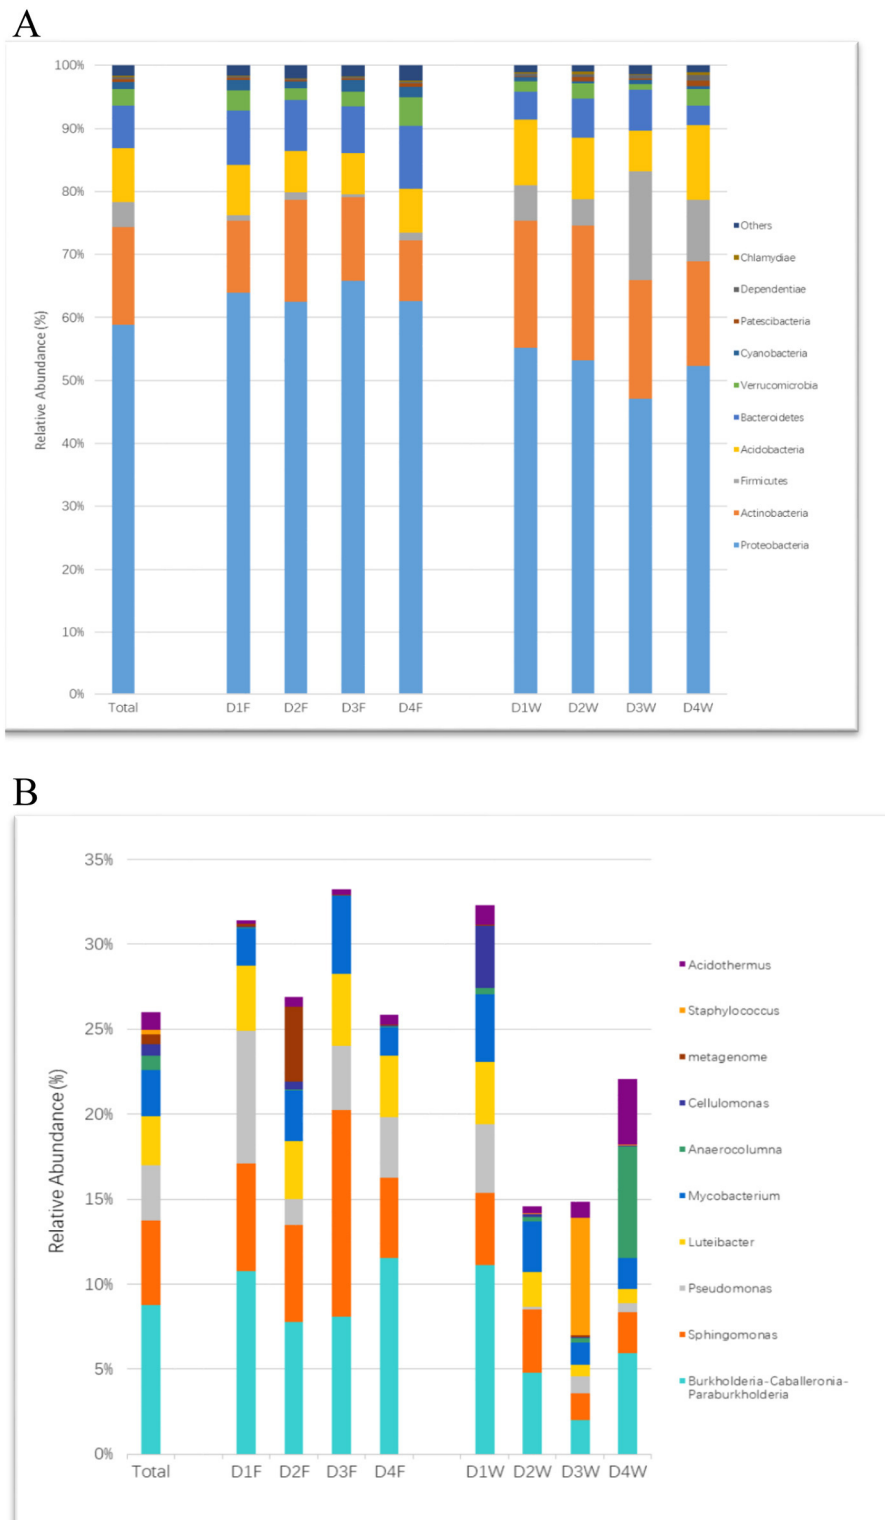 A
100%
90%
80%
70%
60%
50%
40%
30%
20%
10%
0%
Relative Abundance (%)
Total
D1F
D2F
D3F
D4F
D1W
D2W
D3W
D4W
Others
Chlamydiae
Dependentiae
Patescibacteria
Cyanobacteria
Verrucomicrobia
Bacteroidetes
Acidobacteria
Firmicutes
Actinobacteria
Proteobacteria
B
35%
30%
25%
20%
15%
10%
5%
0%
Relative Abundance (%)
Total
D1F
D2F
D3F
D4F
D1W
D2W
D3W
D4W
Acidothermus
Staphylococcus
metagenome
Cellulomonas
Anaerocolumna
Mycobacterium
Luteibacter
Pseudomonas
Sphingomonas
Burkholderia-Caballeronia-
Paraburkholderia